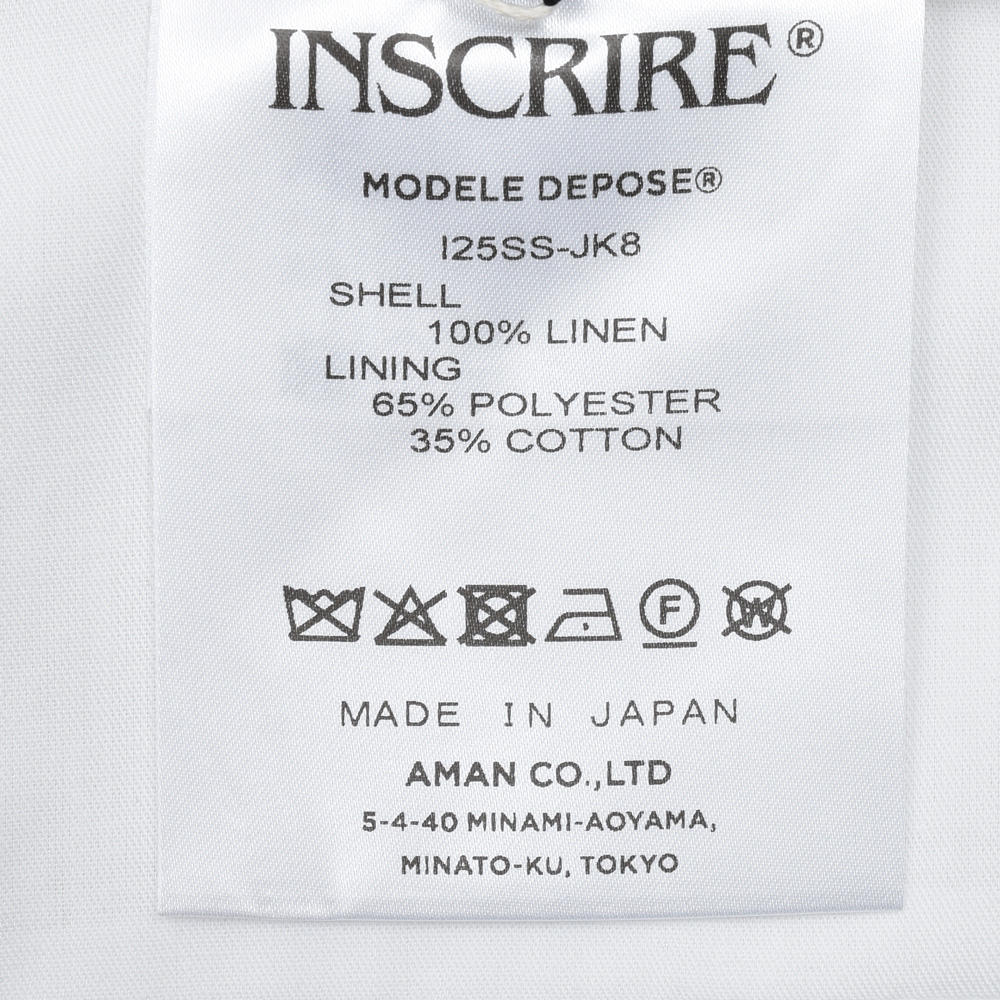 INSCRIRE®
MODELE DEPOSE®
I25SS-JK8
SHELL
100% LINEN
LINING
65% POLYESTER
35% COTTON
F W
MADE IN JAPAN
AMAN CO.,LTD
5-4-40 MINAMI-AOYAMA,
MINATO-KU, TOKYO